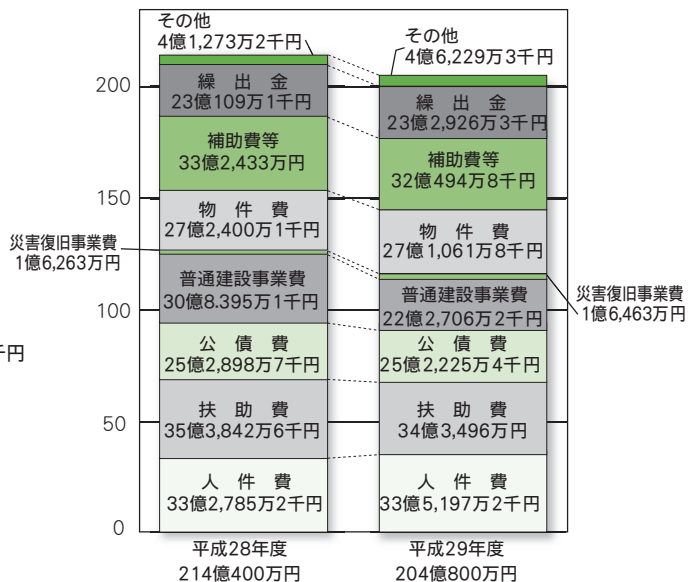 その他
4億1,273万2千円
その他
4億6,229万3千円
200
繰出金
23億109万1千円
繰出金
23億2,926万3千円
補助費等
33億2,433万円
補助費等
32億494万8千円
150
物件費
27億2,400万1千円
物件費
27億1,061万8千円
災害復旧事業費
1億6,263万円
災害復旧事業費
1億6,463万円
普通建設事業費
30億8.395万1千円
普通建設事業費
22億2,706万2千円
100
公債費
25億2,898万7千円
公債費
25億2,225万4千円
千円
扶助費
35億3,842万6千円
扶助費
34億3,496万円
50
人件費
33億2,785万2千円
人件費
33億5,197万2千円
0
平成28年度
214億400万円
平成29年度
204億800万円